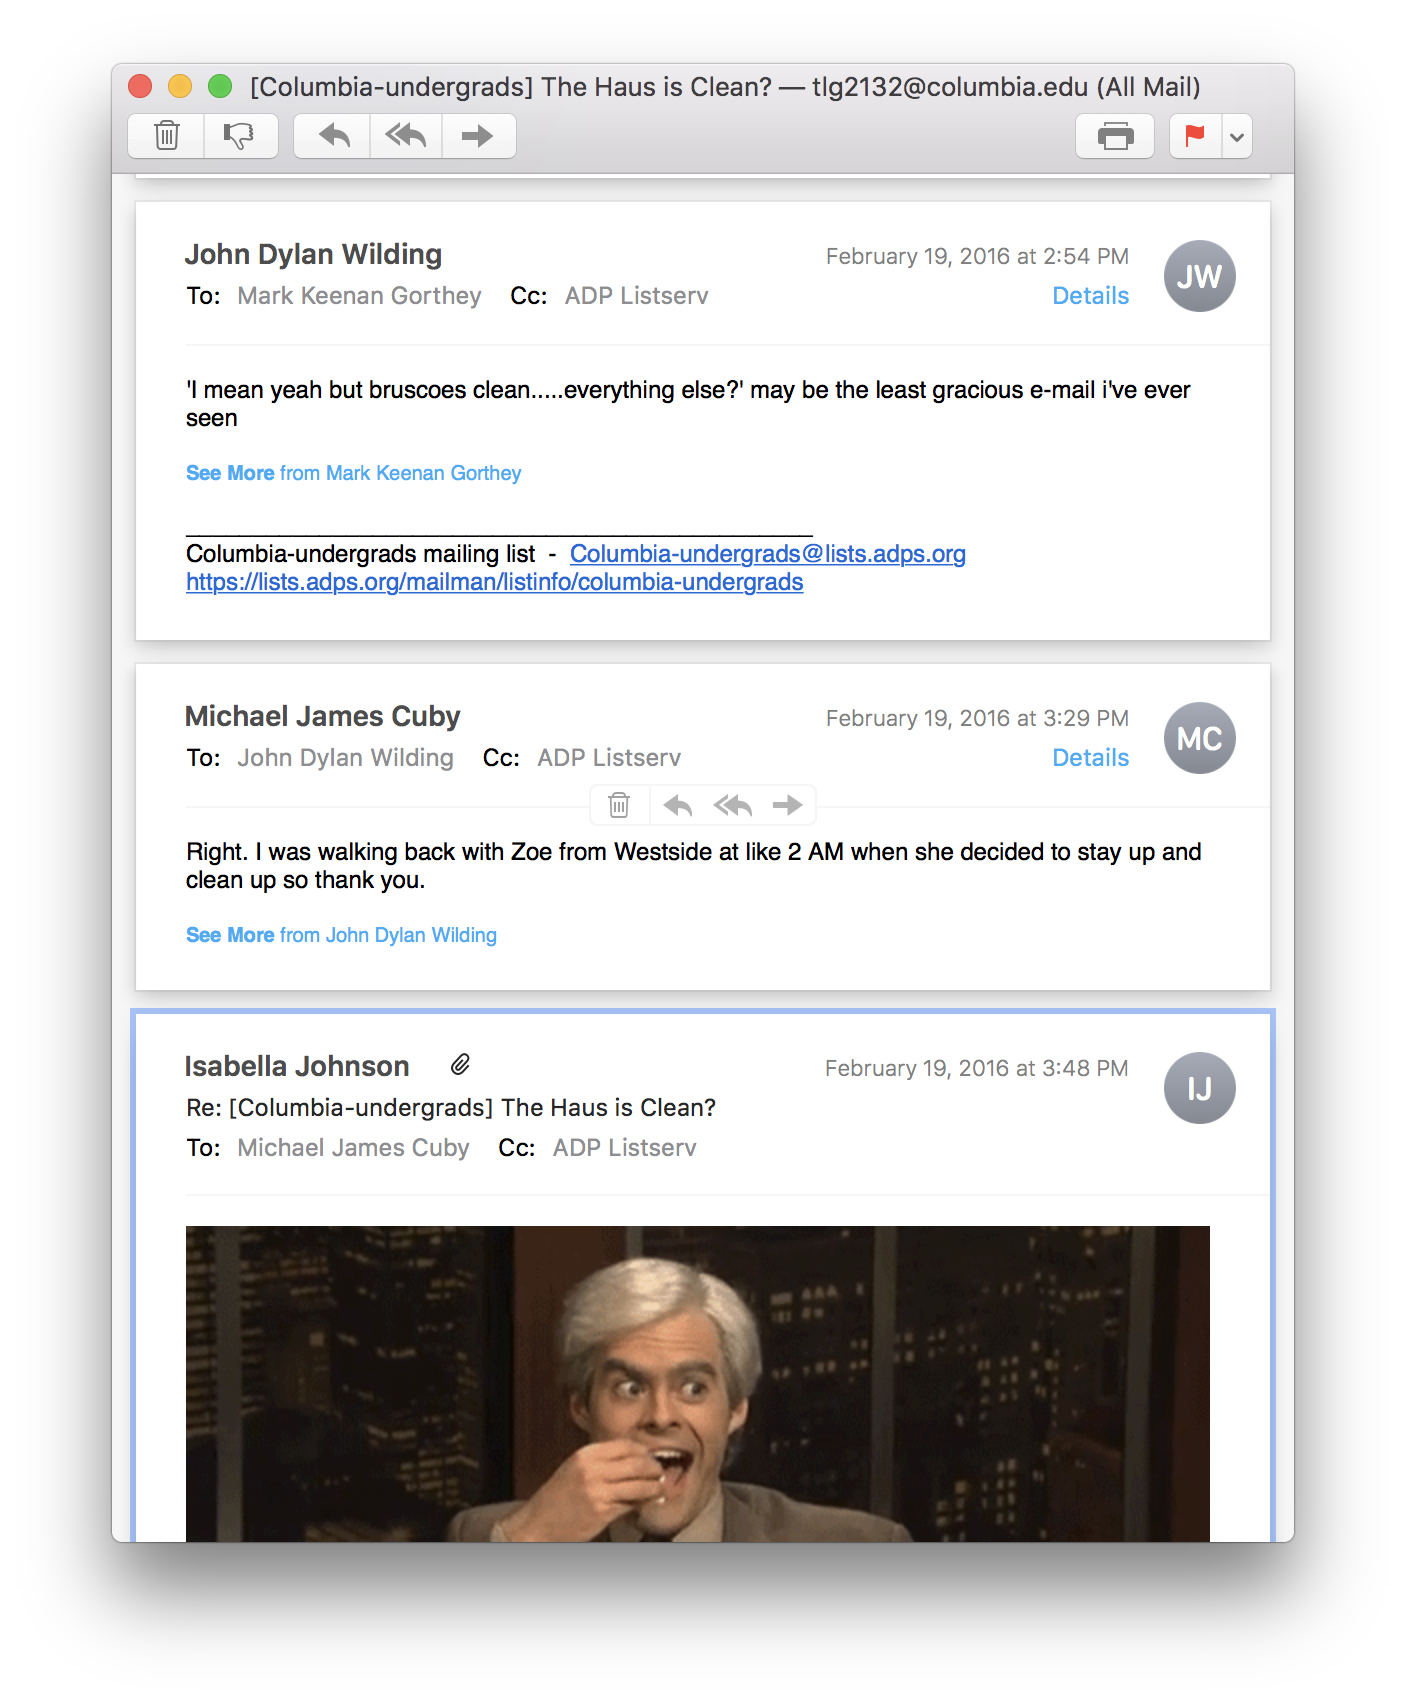 [Columbia-undergrads] The Haus is Clean? — tlg2132@columbia.edu (All Mail)
John Dylan Wilding
February 19, 2016 at 2:54 PM
JW
To: Mark Keenan Gorthey Cc: ADP Listserv
Details
'I mean yeah but bruscoes clean.....everything else?' may be the least gracious e-mail i've ever
seen
See More from Mark Keenan Gorthey
_______________________________________________
Columbia-undergrads mailing list - Columbia-undergrads@lists.adps.org
https://lists.adps.org/mailman/listinfo/columbia-undergrads
Michael James Cuby
February 19, 2016 at 3:29 PM
MC
To: John Dylan Wilding Cc: ADP Listserv
Details
Right. I was walking back with Zoe from Westside at like 2 AM when she decided to stay up and
clean up so thank you.
See More from John Dylan Wilding
Isabella Johnson
February 19, 2016 at 3:48 PM
IJ
Re: [Columbia-undergrads] The Haus is Clean?
To: Michael James Cuby Cc: ADP Listserv